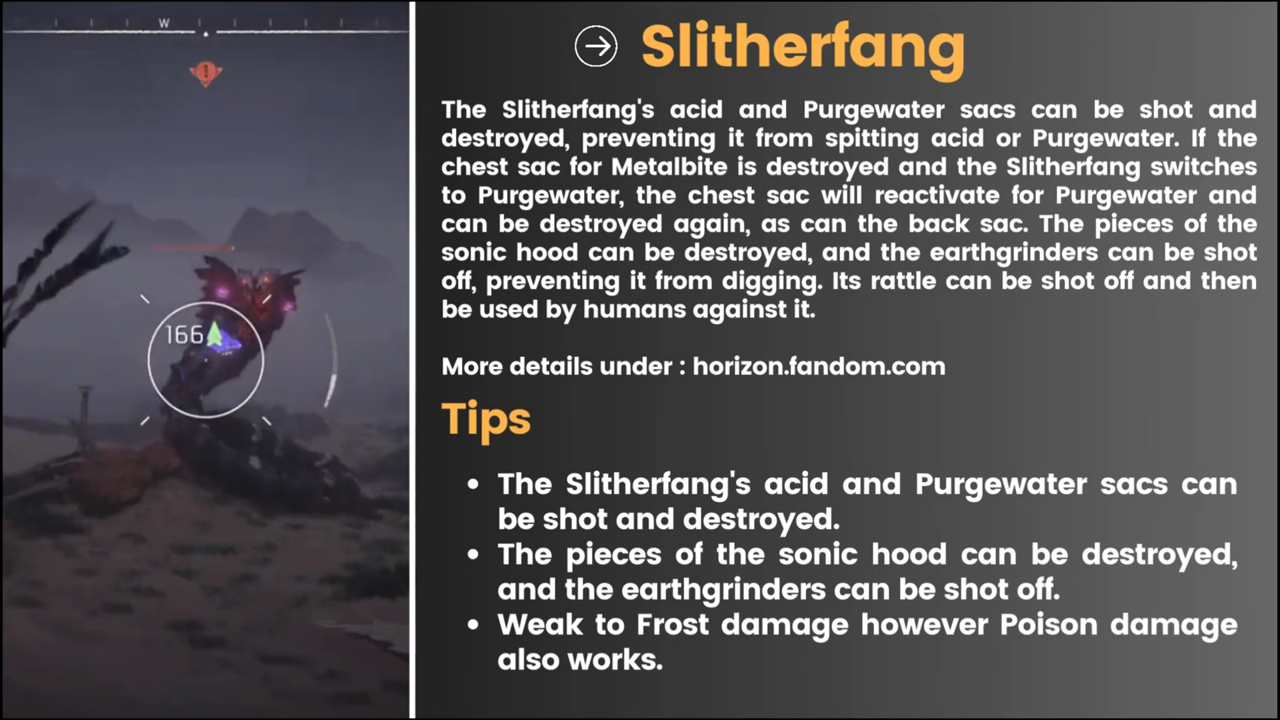 W
166
Slitherfang
The Slitherfang's acid and Purgewater sacs can be shot and
destroyed, preventing it from spitting acid or Purgewater. If the
chest sac for Metalbite is destroyed and the Slitherfang switches
to Purgewater, the chest sac will reactivate for Purgewater and
can be destroyed again, as can the back sac. The pieces of the
sonic hood can be destroyed, and the earthgrinders can be shot
off, preventing it from digging. Its rattle can be shot off and then
be used by humans against it.
More details under : horizon.fandom.com
Tips
• The Slitherfang's acid and Purgewater sacs can
be shot and destroyed.
• The pieces of the sonic hood can be destroyed,
and the earthgrinders can be shot off.
• Weak to Frost damage however Poison damage
also works.